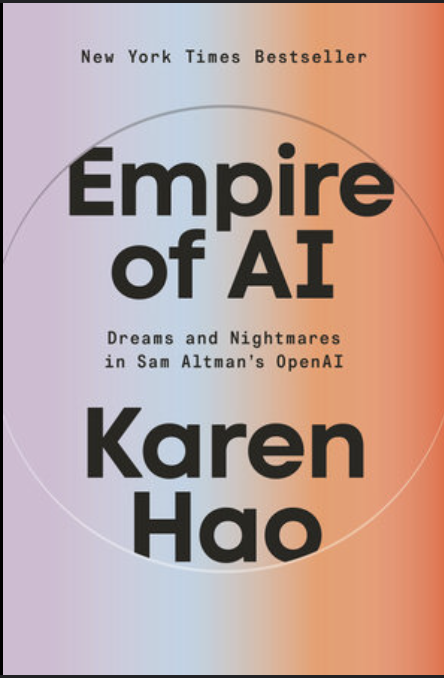 New York Times Bestseller
Empire
of AI
Dreams and Nightmares
in Sam Altman's OpenAI
Karen
Hao